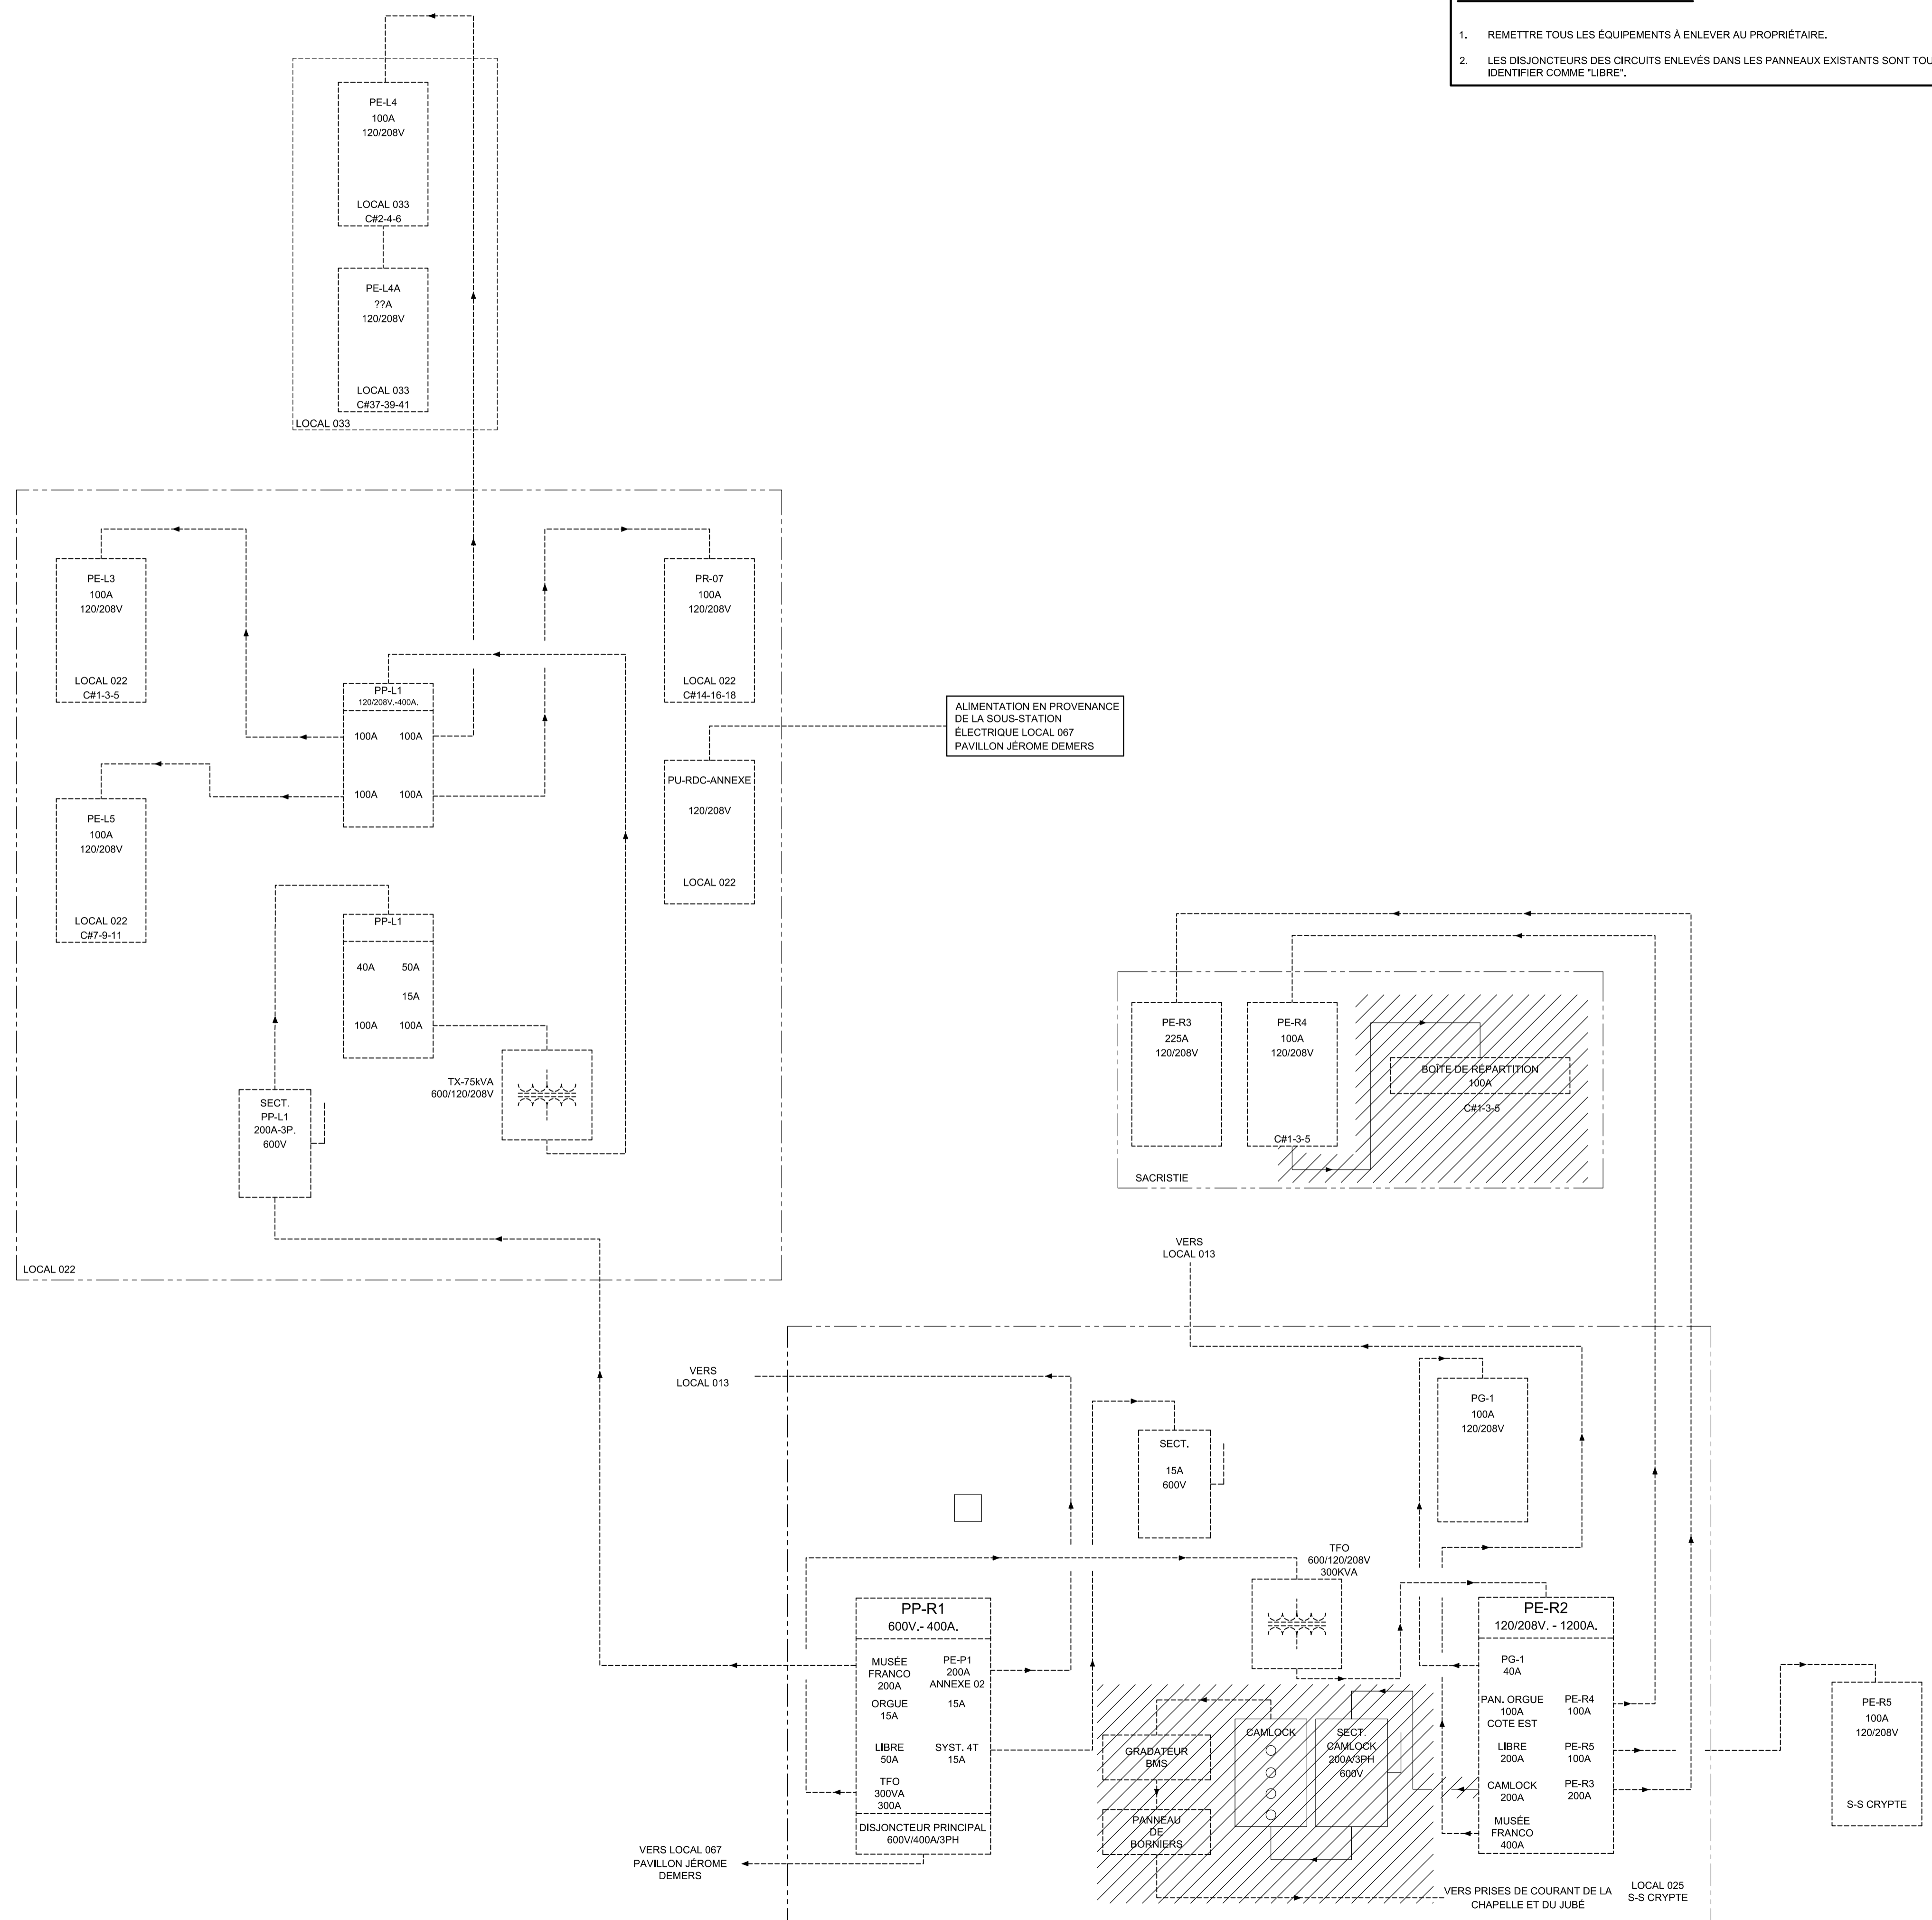 1. REMETTRE TOUS LES ÉQUIPEMENTS À ENLEVER AU PROPRIÉTAIRE.
2. LES DISJONCTEURS DES CIRCUITS ENLEVÉS DANS LES PANNEAUX EXISTANTS SONT
IDENTIFIER COMME "LIBRE".
PE-L4
100A
120/208V
LOCAL 033
C#2-4-6
PE-L4A
??A
120/208V
LOCAL 033
C#37-39-41
LOCAL 033
PE-L3
100A
120/208V
LOCAL 022
C#1-3-5
PR-07
100A
120/208V
LOCAL 022
C#14-16-18
PP-L1
120/208V.-400A.
100A 100A
100A 100A
ALIMENTATION EN PROVENANCE
DE LA SOUS-STATION
ÉLECTRIQUE LOCAL 067
PAVILLON JÉROME DEMERS
PU-RDC-ANNEXE
120/208V
LOCAL 022
PE-L5
100A
120/208V
LOCAL 022
C#7-9-11
PP-L1
40A 50A
15A
100A 100A
TX-75kVA
600/120/208V
SECT.
PP-L1
200A-3P.
600V
LOCAL 022
PE-R3
225A
120/208V
PE-R4
100A
120/208V
C#1-3-5
BOÎTE DE RÉPARTITION
100A
C#1-3-5
SACRISTIE
VERS
LOCAL 013
VERS
LOCAL 013
SECT.
15A
600V
PG-1
100A
120/208V
TFO
600/120/208V
300KVA
PP-R1
600V.- 400A.
MUSÉE
FRANCO
200A
PE-P1
200A
ANNEXE 02
ORGUE
15A
15A
LIBRE
50A
SYST. 4T
15A
TFO
300VA
300A
DISJONCTEUR PRINCIPAL
600V/400A/3PH
VERS LOCAL 067
PAVILLON JÉROME
DEMERS
GRADATEUR
BMS
PANNEAU
DE
BORNIERS
CAMLOCK
SECT.
CAMLOCK
200A/3PH
600V
PE-R2
120/208V. - 1200A.
PG-1
40A
PAN. ORGUE
100A
COTE EST
PE-R4
100A
LIBRE
200A
PE-R5
100A
CAMLOCK
200A
PE-R3
200A
MUSÉE
FRANCO
400A
PE-R5
100A
120/208V
S-S CRYPTE
VERS PRISES DE COURANT DE LA
CHAPELLE ET DU JUBÉ
LOCAL 025
S-S CRYPTE